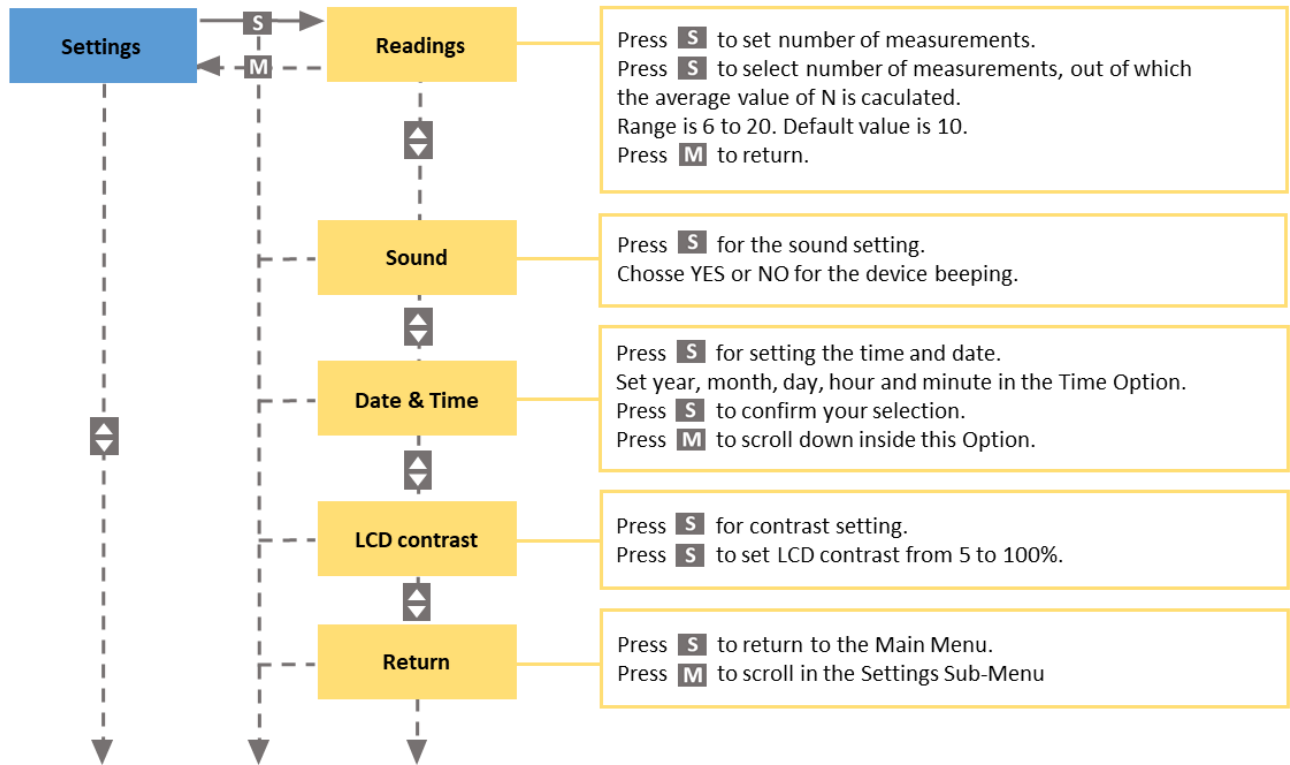 Settings
S
M
Readings
Press S to set number of measurements.
Press S to select number of measurements, out of which
the average value of N is caculated.
Range is 6 to 20. Default value is 10.
Press M to return.
Sound
Press S for the sound setting.
Chosse YES or NO for the device beeping.
Date & Time
Press S for setting the time and date.
Set year, month, day, hour and minute in the Time Option.
Press S to confirm your selection.
Press M to scroll down inside this Option.
LCD contrast
Press S for contrast setting.
Press S to set LCD contrast from 5 to 100%.
Return
Press S to return to the Main Menu.
Press M to scroll in the Settings Sub-Menu